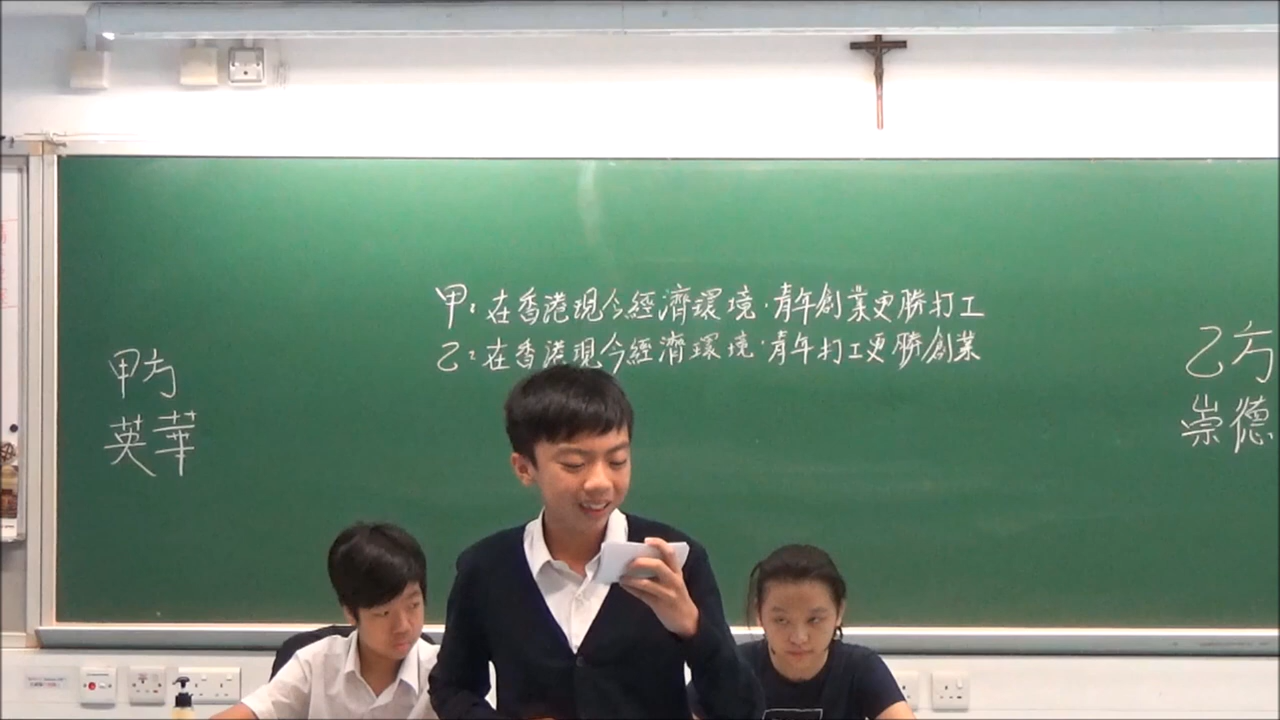 甲：在香港現今經濟環境，青年創業更勝打工
乙：在香港現今經濟環境，青年打工更勝創業
甲方
英華
乙方
崇德